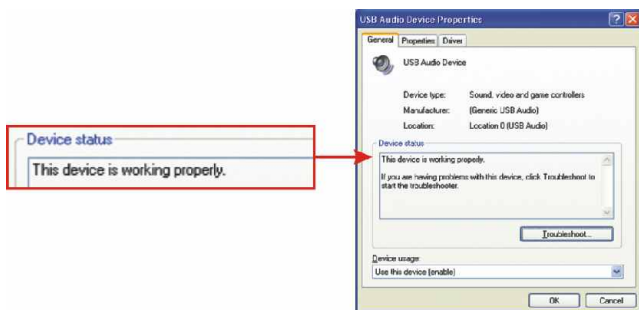 USB Audio Device Properties
General Properties Driver
USB Audio Device
Device type: Sound, video and game controllers
Manufacturer: (Generic USB Audio)
Location: Location 0 (USB Audio)
Device status
This device is working properly.
If you are having problems with this device, click Troubleshoot to
start the troubleshooter.
Troubleshoot...
Device usage:
Use this device (enable)
OK Cancel
Device status
This device is working properly.